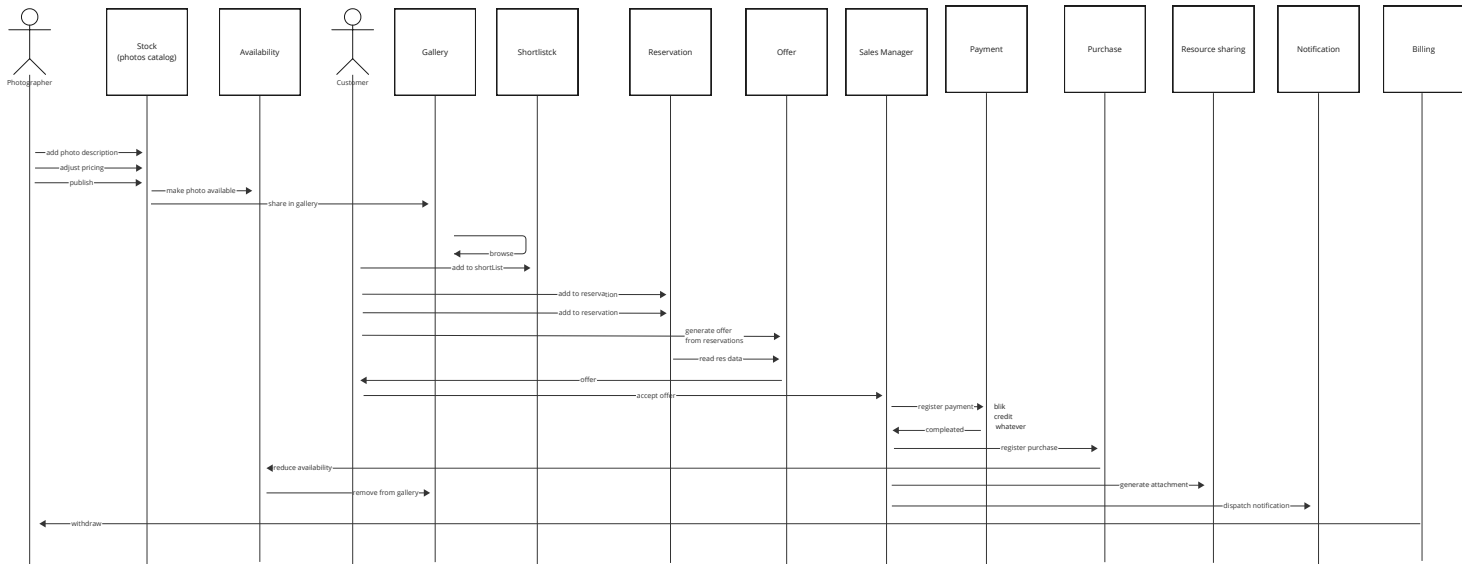 Stock
(photos catalog)
Availability
Gallery
Shortlistck
Reservation
Offer
Sales Manager
Payment
Purchase
Resource sharing
Notification
Billing
Photographer
Customer
add photo description
adjust pricing
publish
make photo available
share in gallery
browse
add to shortList
add to reservation
add to reservation
generate offer
from reservations
read res data
offer
accept offer
register payment
blik
credit
whatever
compleated
register purchase
reduce availability
generate attachment
remove from gallery
dispatch notification
withdraw